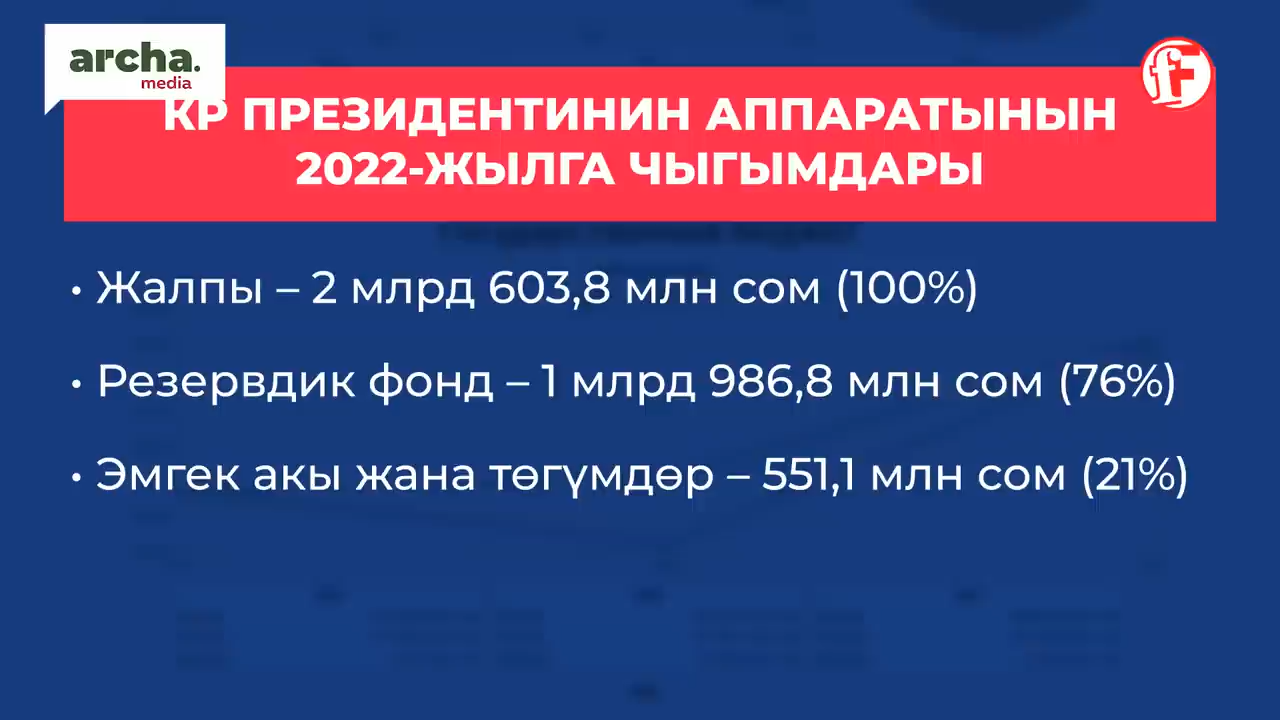 archa.
media
КР ПРЕЗИДЕНТИНИН АППАРАТЫНЫН
2022-ЖЫЛГА ЧЫГЫМДАРЫ
• Жалпы – 2 млрд 603,8 млн сом (100%)
• Резервдик фонд – 1 млрд 986,8 млн сом (76%)
• Эмгек акы жана төгүмдөр – 551,1 млн сом (21%)